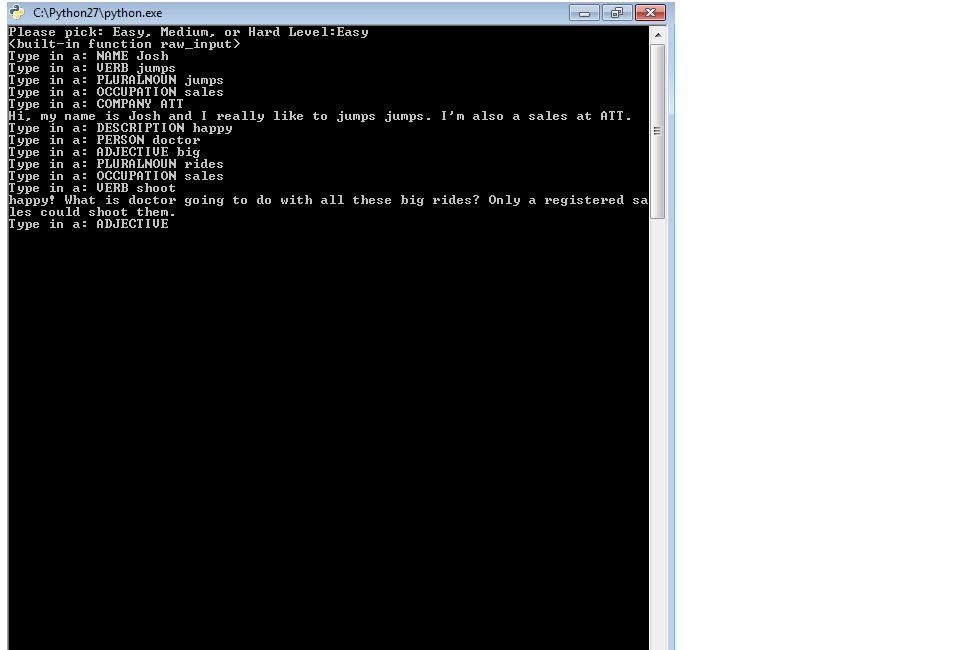 C:\Python27\python.exe
Please pick: Easy, Medium, or Hard Level:Easy
<built-in function raw_input>
Type in a: NAME Josh
Type in a: VERB jumps
Type in a: PLURALNOUN jumps
Type in a: OCCUPATION sales
Type in a: COMPANY ATT
Hi, my name is Josh and I really like to jumps jumps. I'm also a sales at ATT.
Type in a: DESCRIPTION happy
Type in a: PERSON doctor
Type in a: ADJECTIVE big
Type in a: PLURALNOUN rides
Type in a: OCCUPATION sales
Type in a: VERB shoot
happy! What is doctor going to do with all these big rides? Only a registered sa
les could shoot them.
Type in a: ADJECTIVE